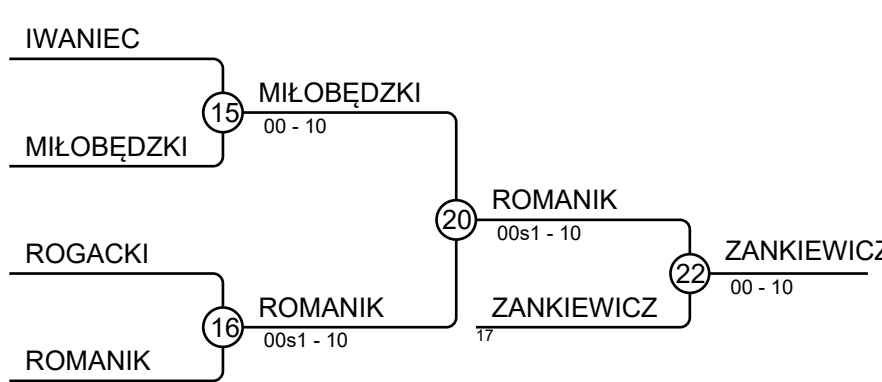 IWANIEC
15
MIŁOBĘDZKI
00 - 10
MIŁOBĘDZKI
20
ROMANIK
00s1 - 10
ROGACKI
22
ZANKIEWICZ
00 - 10
16
ROMANIK
00s1 - 10
ZANKIEWICZ
17
ROMANIK